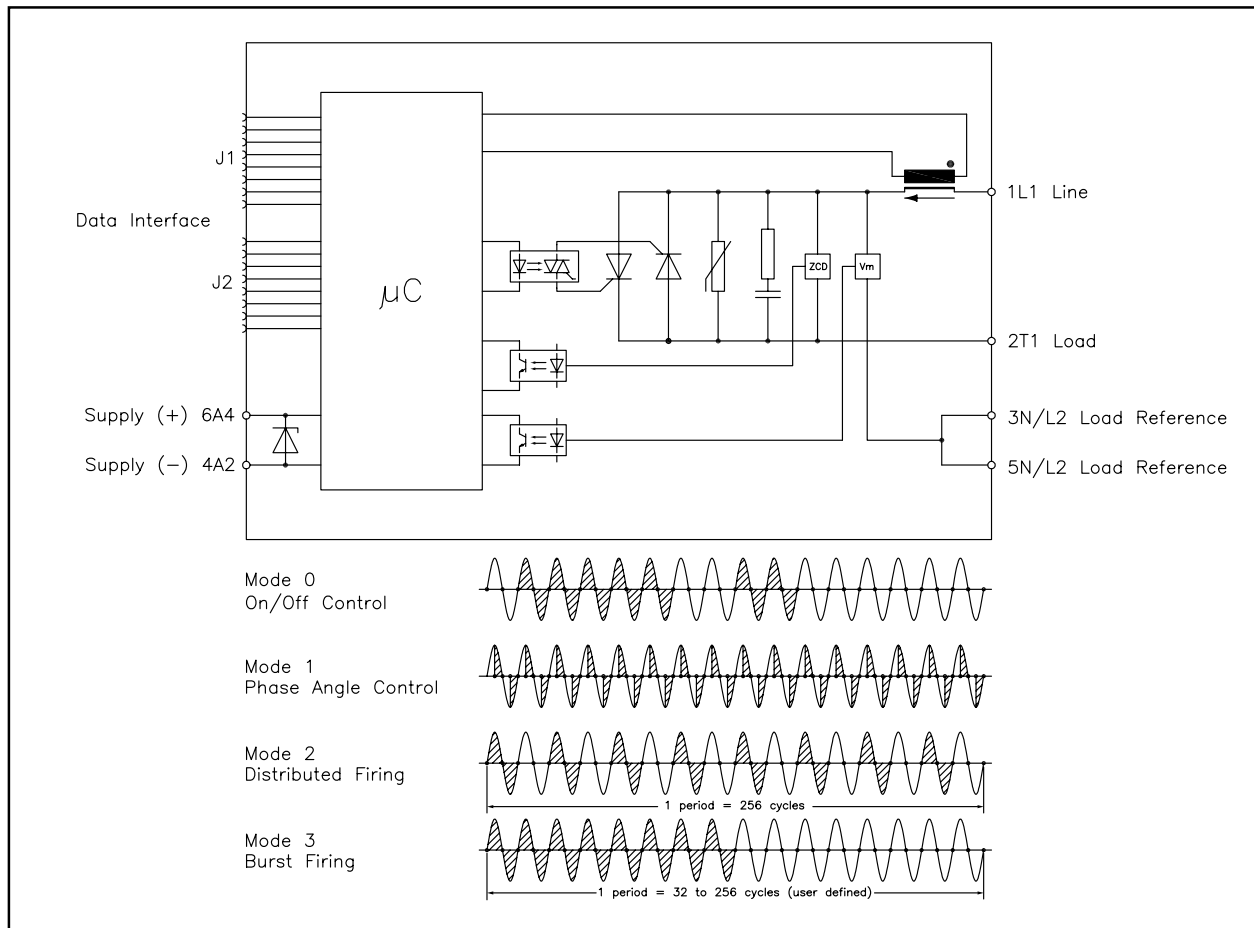 J1
1L1 Line
Data Interface
ZCD
Vm
J2
μC
2T1 Load
Supply (+) 6A4
3N/L2 Load Reference
Supply (-) 4A2
5N/L2 Load Reference
Mode 0
On/Off Control
Mode 1
Phase Angle Control
Mode 2
Distributed Firing
1 period = 256 cycles
Mode 3
Burst Firing
1 period = 32 to 256 cycles (user defined)